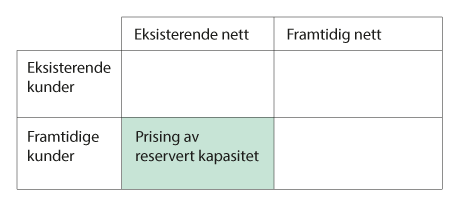 Eksisterende nett
Framtidig nett
Eksisterende
kunder
Framtidige
kunder
Prising av
reservert kapasitet